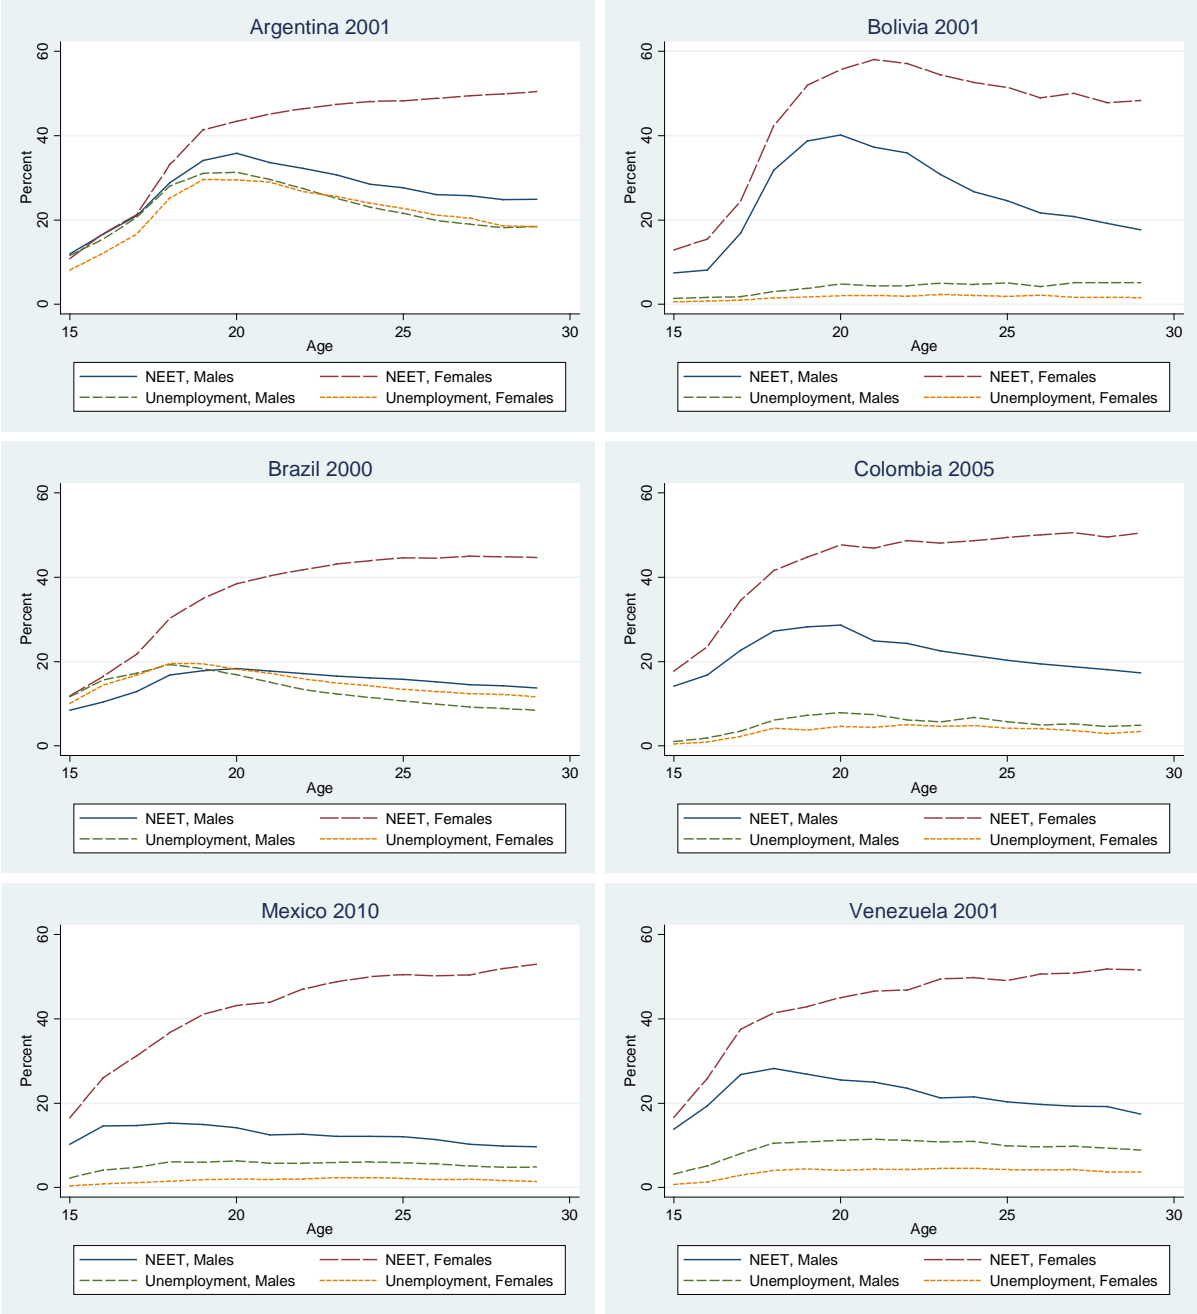 Argentina 2001
Percent
60
40
20
0
15 20 25 30
Age
NEET, Males NEET, Females
Unemployment, Males Unemployment, Females
Bolivia 2001
Percent
60
40
20
0
15 20 25 30
Age
NEET, Males NEET, Females
Unemployment, Males Unemployment, Females
Brazil 2000
Percent
60
40
20
0
15 20 25 30
Age
NEET, Males NEET, Females
Unemployment, Males Unemployment, Females
Colombia 2005
Percent
60
40
20
0
15 20 25 30
Age
NEET, Males NEET, Females
Unemployment, Males Unemployment, Females
Mexico 2010
Percent
60
40
20
0
15 20 25 30
Age
NEET, Males NEET, Females
Unemployment, Males Unemployment, Females
Venezuela 2001
Percent
60
40
20
0
15 20 25 30
Age
NEET, Males NEET, Females
Unemployment, Males Unemployment, Females